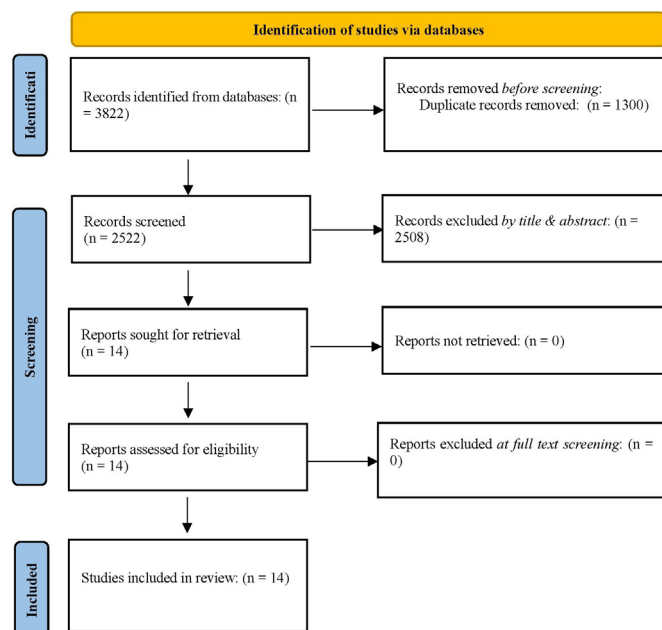 Identification of studies via databases
Identificati
Records identified from databases: (n
= 3822)
Records removed before screening:
Duplicate records removed: (n = 1300)
Screening
Records screened
(n = 2522)
Records excluded by title & abstract: (n =
2508)
Reports sought for retrieval
(n = 14)
Reports not retrieved: (n = 0)
Reports assessed for eligibility
(n = 14)
Reports excluded at full text screening: (n =
0)
Included
Studies included in review: (n = 14)